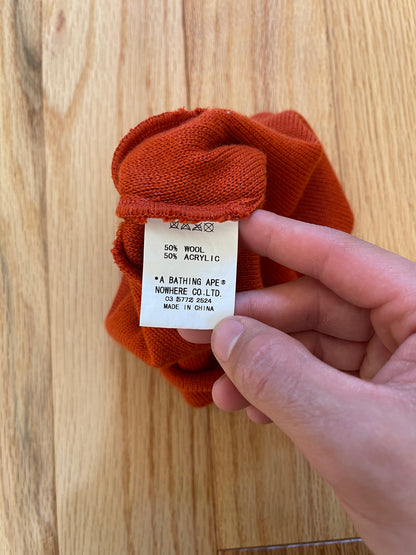 50% WOOL
50% ACRYLIC
*A BATHING APE®
NOWHERE CO.LTD.
03(5772)2524
MADE IN CHINA